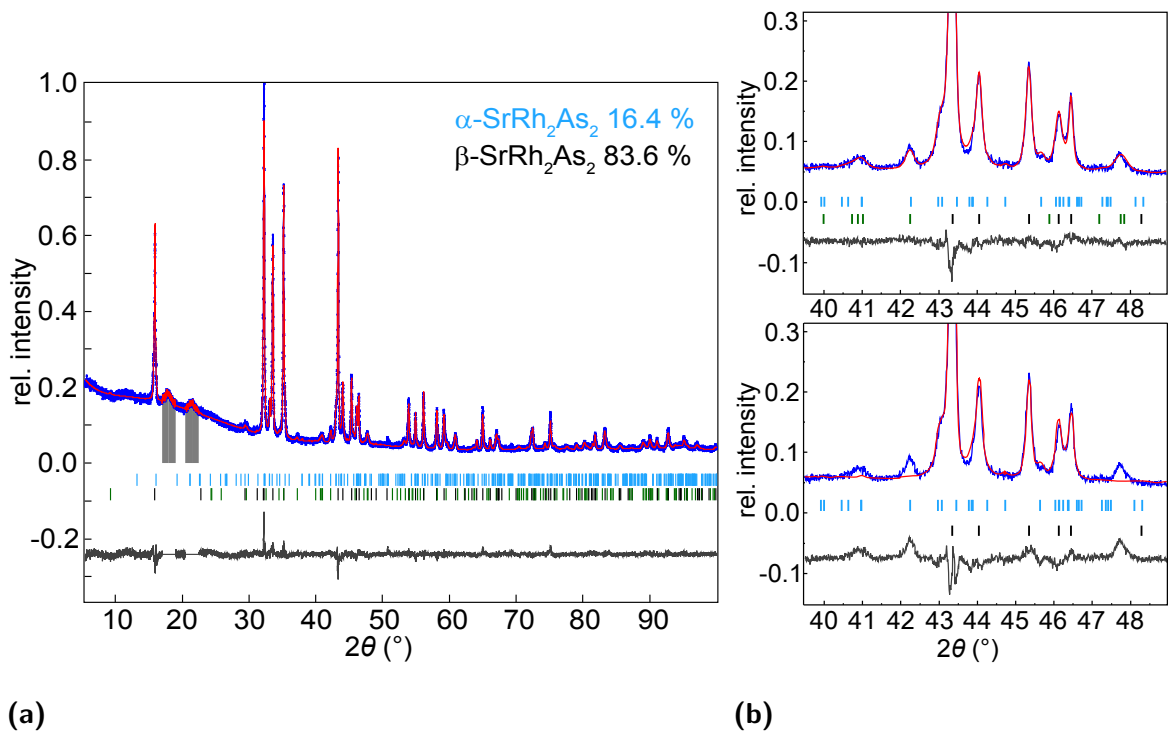 α-SrRh₂As₂ 16.4 %
β-SrRh₂As₂ 83.6 %
rel. intensity
1.0
0.8
0.6
0.4
0.2
0.0
-0.2
10 20 30 40 50 60 70 80 90
2θ (°)
(a)
rel. intensity
0.3
0.2
0.1
0.0
-0.1
40 41 42 43 44 45 46 47 48
rel. intensity
0.3
0.2
0.1
0.0
-0.1
40 41 42 43 44 45 46 47 48
2θ (°)
(b)